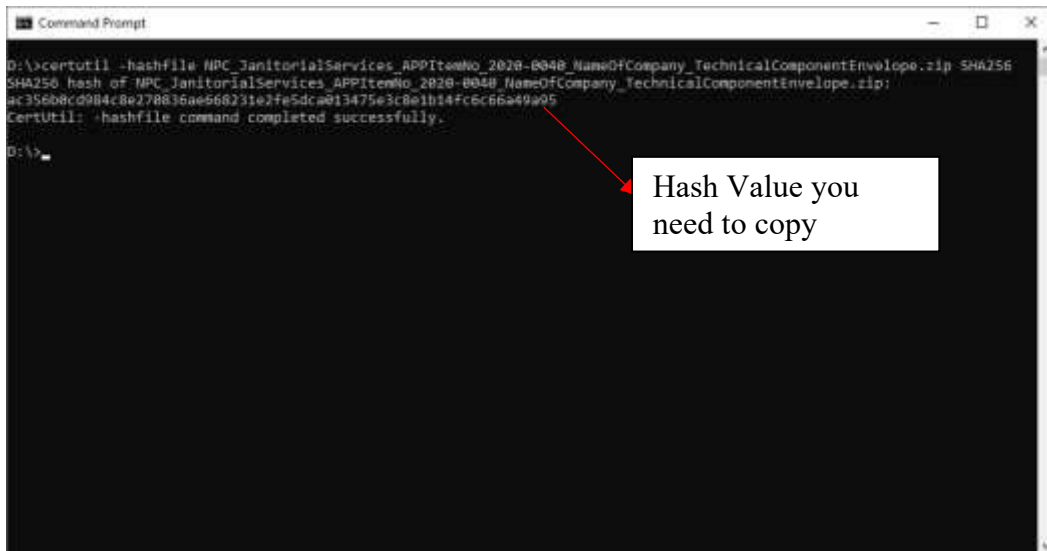 Command Prompt
D:\>certutil -hashfile NPC_JanitorialServices_APPItemNo_2020-0040_NameOfCompany_TechnicalComponentEnvelope.zip SHA256
SHA256 hash of NPC_JanitorialServices_APPItemNo_2020-0040_NameOfCompany_TechnicalComponentEnvelope.zip:
CertUtil: -hashfile command completed successfully.
D:\>
Hash Value you
need to copy